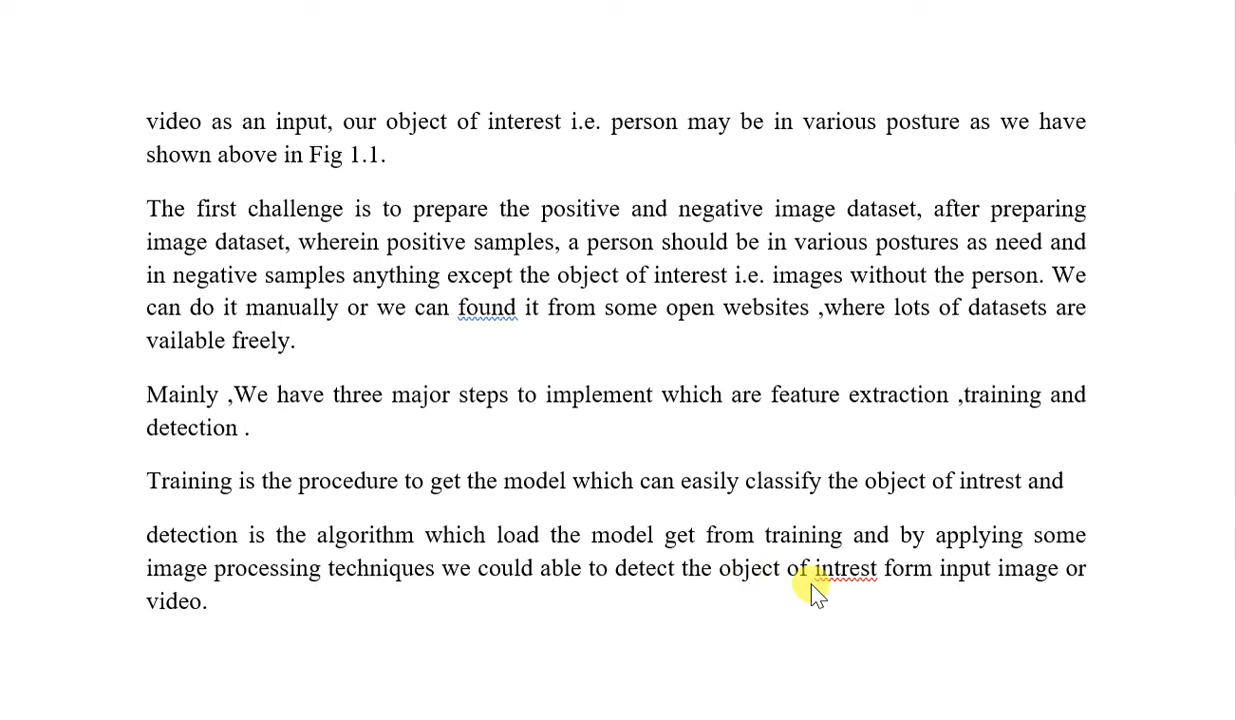 video as an input, our object of interest i.e. person may be in various posture as we have
shown above in Fig 1.1.
The first challenge is to prepare the positive and negative image dataset, after preparing
image dataset, wherein positive samples, a person should be in various postures as need and
in negative samples anything except the object of interest i.e. images without the person. We
can do it manually or we can found it from some open websites ,where lots of datasets are
vailable freely.
Mainly ,We have three major steps to implement which are feature extraction ,training and
detection .
Training is the procedure to get the model which can easily classify the object of intrest and
detection is the algorithm which load the model get from training and by applying some
image processing techniques we could able to detect the object of intrest form input image or
video.